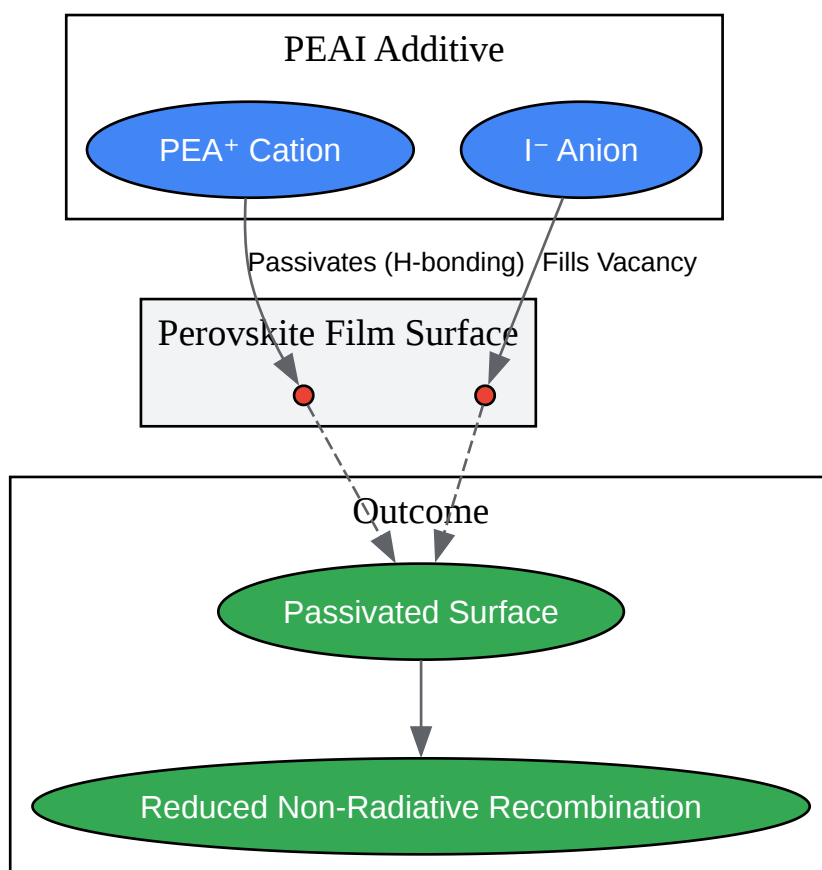 PEAI Additive
PEA⁺ Cation
I⁻ Anion
Passivates (H-bonding)
Fills Vacancy
Perovskite Film Surface
Outcome
Passivated Surface
Reduced Non-Radiative Recombination